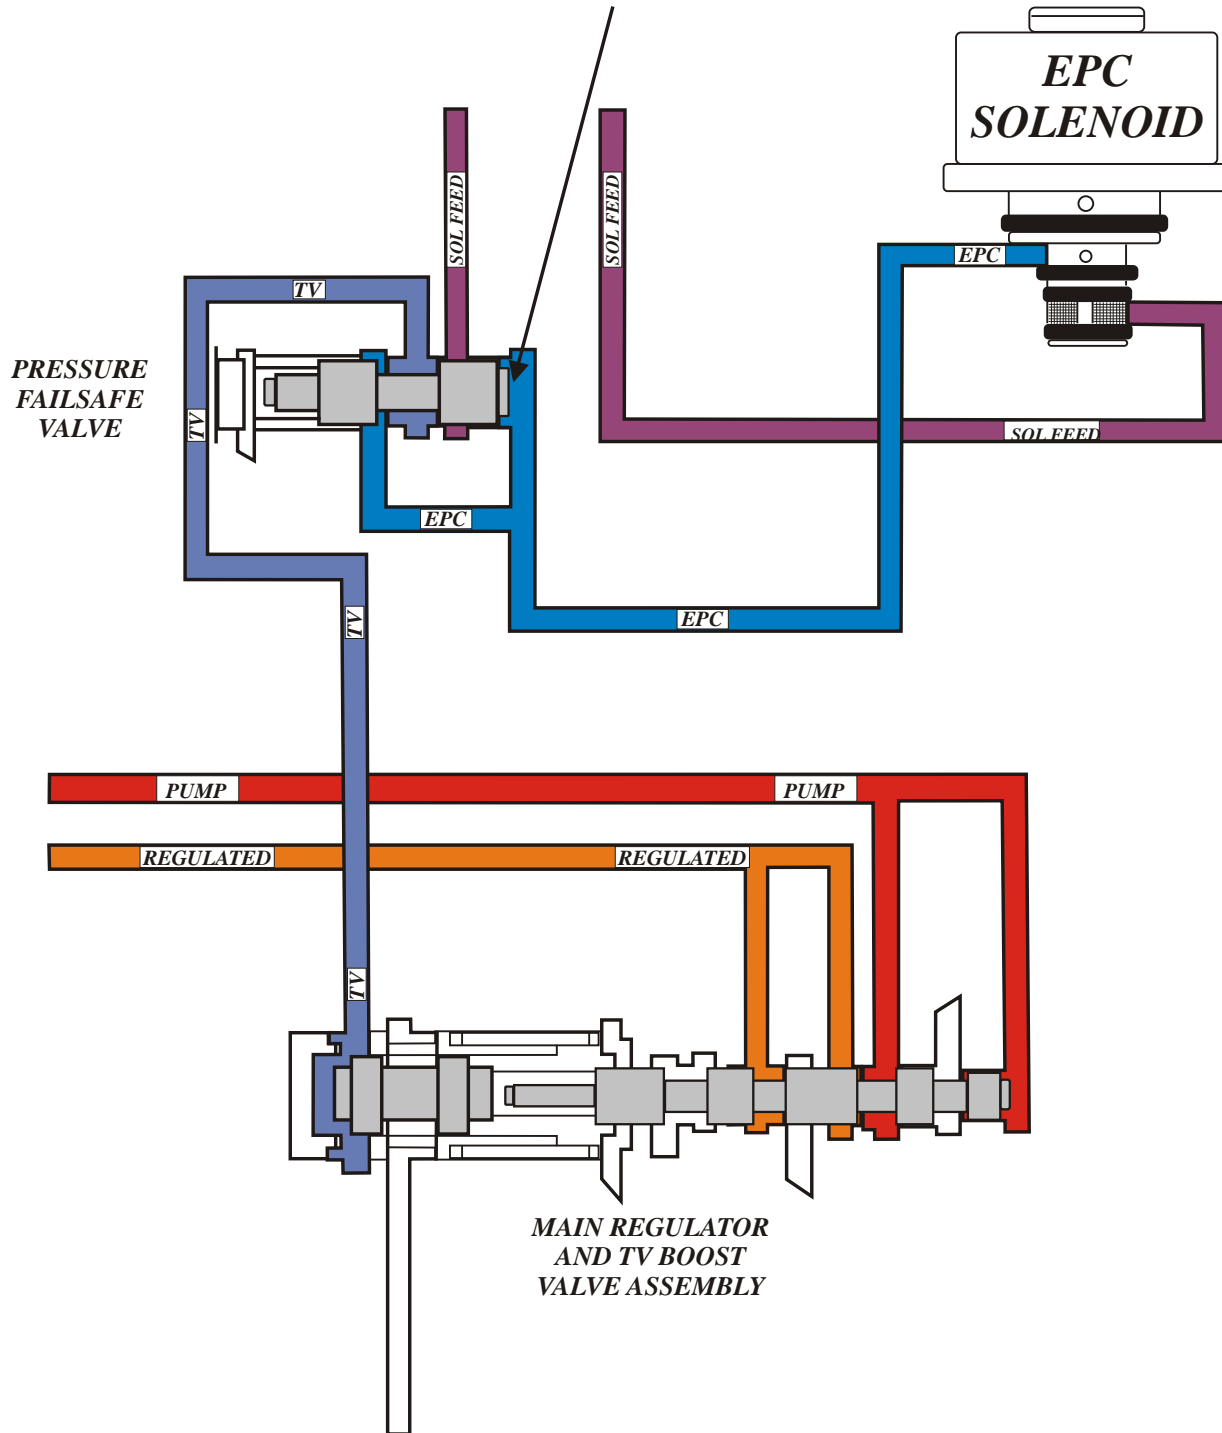 EPC
SOLENOID
SOL FEED
SOL FEED
EPC
TV
PRESSURE
FAILSAFE
VALVE
TV
SOL FEED
EPC
TV
EPC
PUMP
PUMP
REGULATED
REGULATED
TV
MAIN REGULATOR
AND TV BOOST
VALVE ASSEMBLY